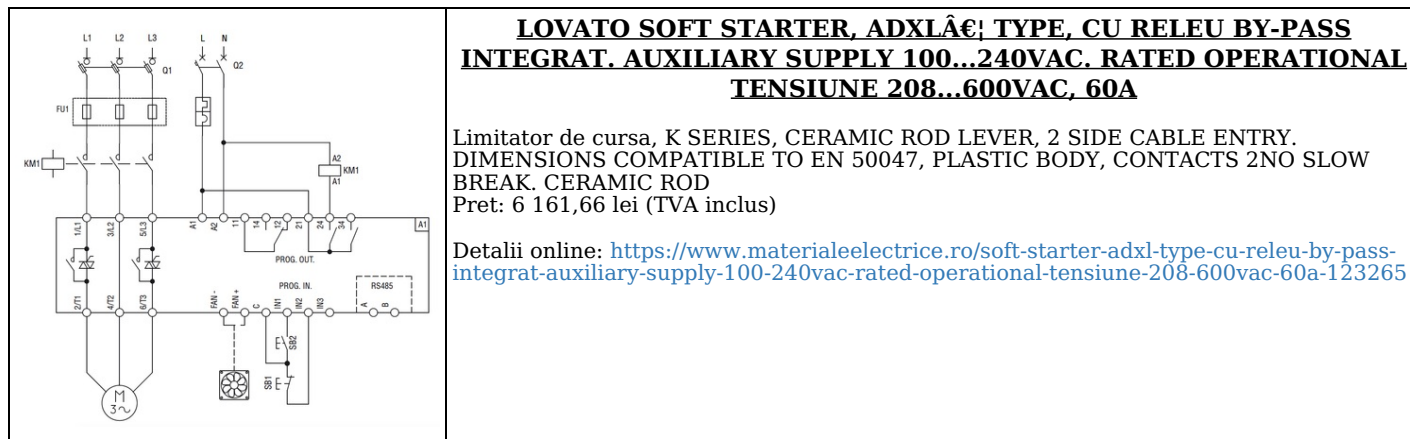 L1 L2 L3 L N
Q1 Q2
FU1
KM1
A2
KM1
A1
1/L1 3/L2 5/L3 A1 A2 11 14 12 21 24 34 A1
PROG. OUT.
PROG. IN. RS485
2/T1 4/T2 6/T3 FAN - FAN + C IN1 IN2 IN3 A B
SB2
SB1
M
3~
LOVATO SOFT STARTER, ADXLÂ€¦ TYPE, CU RELEU BY-PASS
INTEGRAT. AUXILIARY SUPPLY 100...240VAC. RATED OPERATIONAL
TENSIUNE 208...600VAC, 60A
Limitator de cursa, K SERIES, CERAMIC ROD LEVER, 2 SIDE CABLE ENTRY.
DIMENSIONS COMPATIBLE TO EN 50047, PLASTIC BODY, CONTACTS 2NO SLOW
BREAK. CERAMIC ROD
Pret: 6 161,66 lei (TVA inclus)
Detalii online: https://www.materialeelectrice.ro/soft-starter-adxl-type-cu-releu-by-pass-
integrat-auxiliary-supply-100-240vac-rated-operational-tensiune-208-600vac-60a-123265